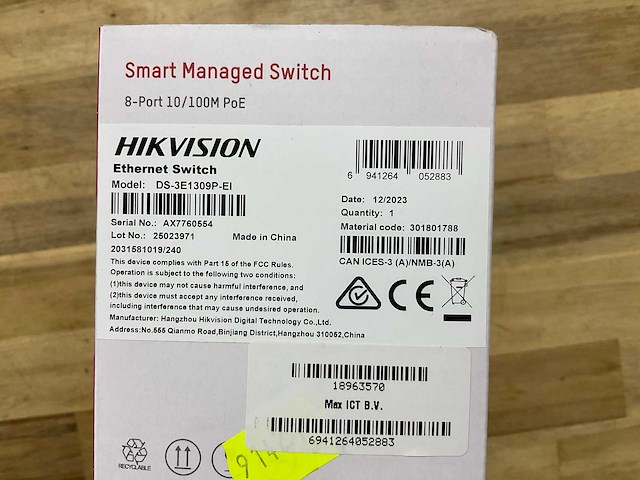 Smart Managed Switch
8-Port 10/100M PoE
HIKVISION
Ethernet Switch
Model: DS-3E1309P-EI
6 941264 052883
Date: 12/2023
Quantity: 1
Serial No.: AX7760554
Material code: 301801788
Lot No.: 25023971 Made in China
2031581019/240
CAN ICES-3 (A)/NMB-3(A)
This device complies with Part 15 of the FCC Rules.
Operation is subject to the following two conditions:
(1)this device may not cause harmful interference, and
(2)this device must accept any interference received,
including interference that may cause undesired operation.
Manufacturer: Hangzhou Hikvision Digital Technology Co.,Ltd.
Address:No.555 Qianmo Road,Binjiang District,Hangzhou 310052,China
CE
18963570
Max ICT B.V.
6941264052883
RECYCLABLE